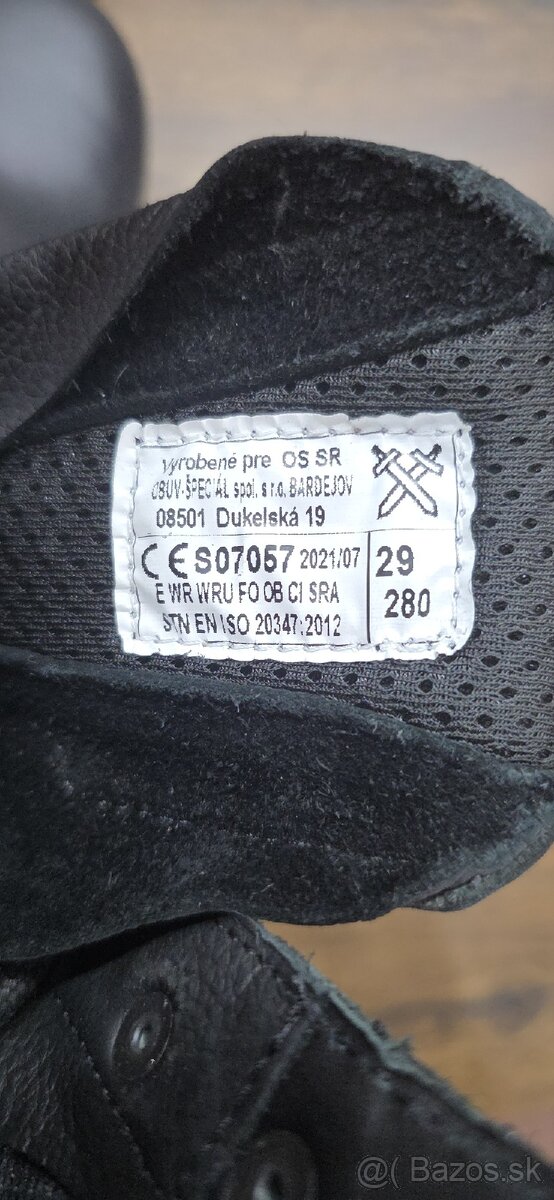 vyrobené pre OS SR
OBUV-ŠPECIÁL spol. s r.o. BARDEJOV
08501 Dukelská 19
CE S07057 2021/07
29
E WR WRU FO OB CI SRA
280
STN EN ISO 20347:2012
@( Bazos.sk